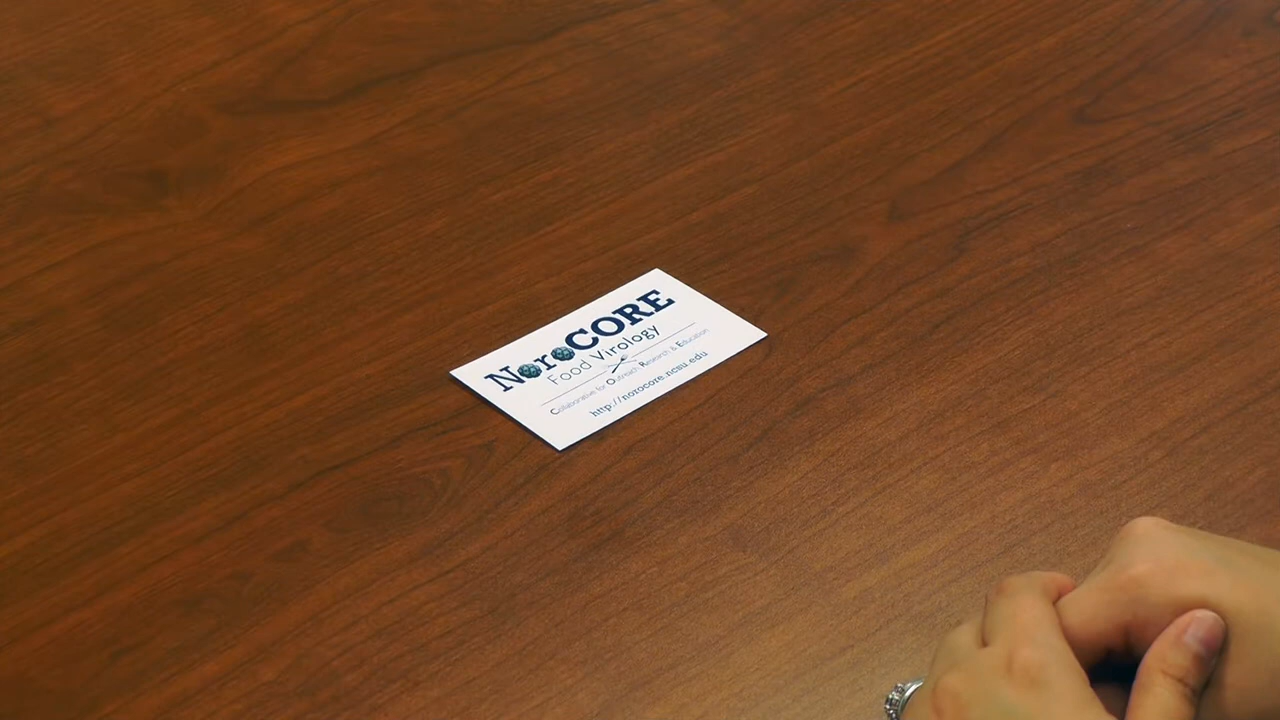 NoroCORE
Food Virology
Collaborative for Outreach Research & Education
http://norocore.ncsu.edu